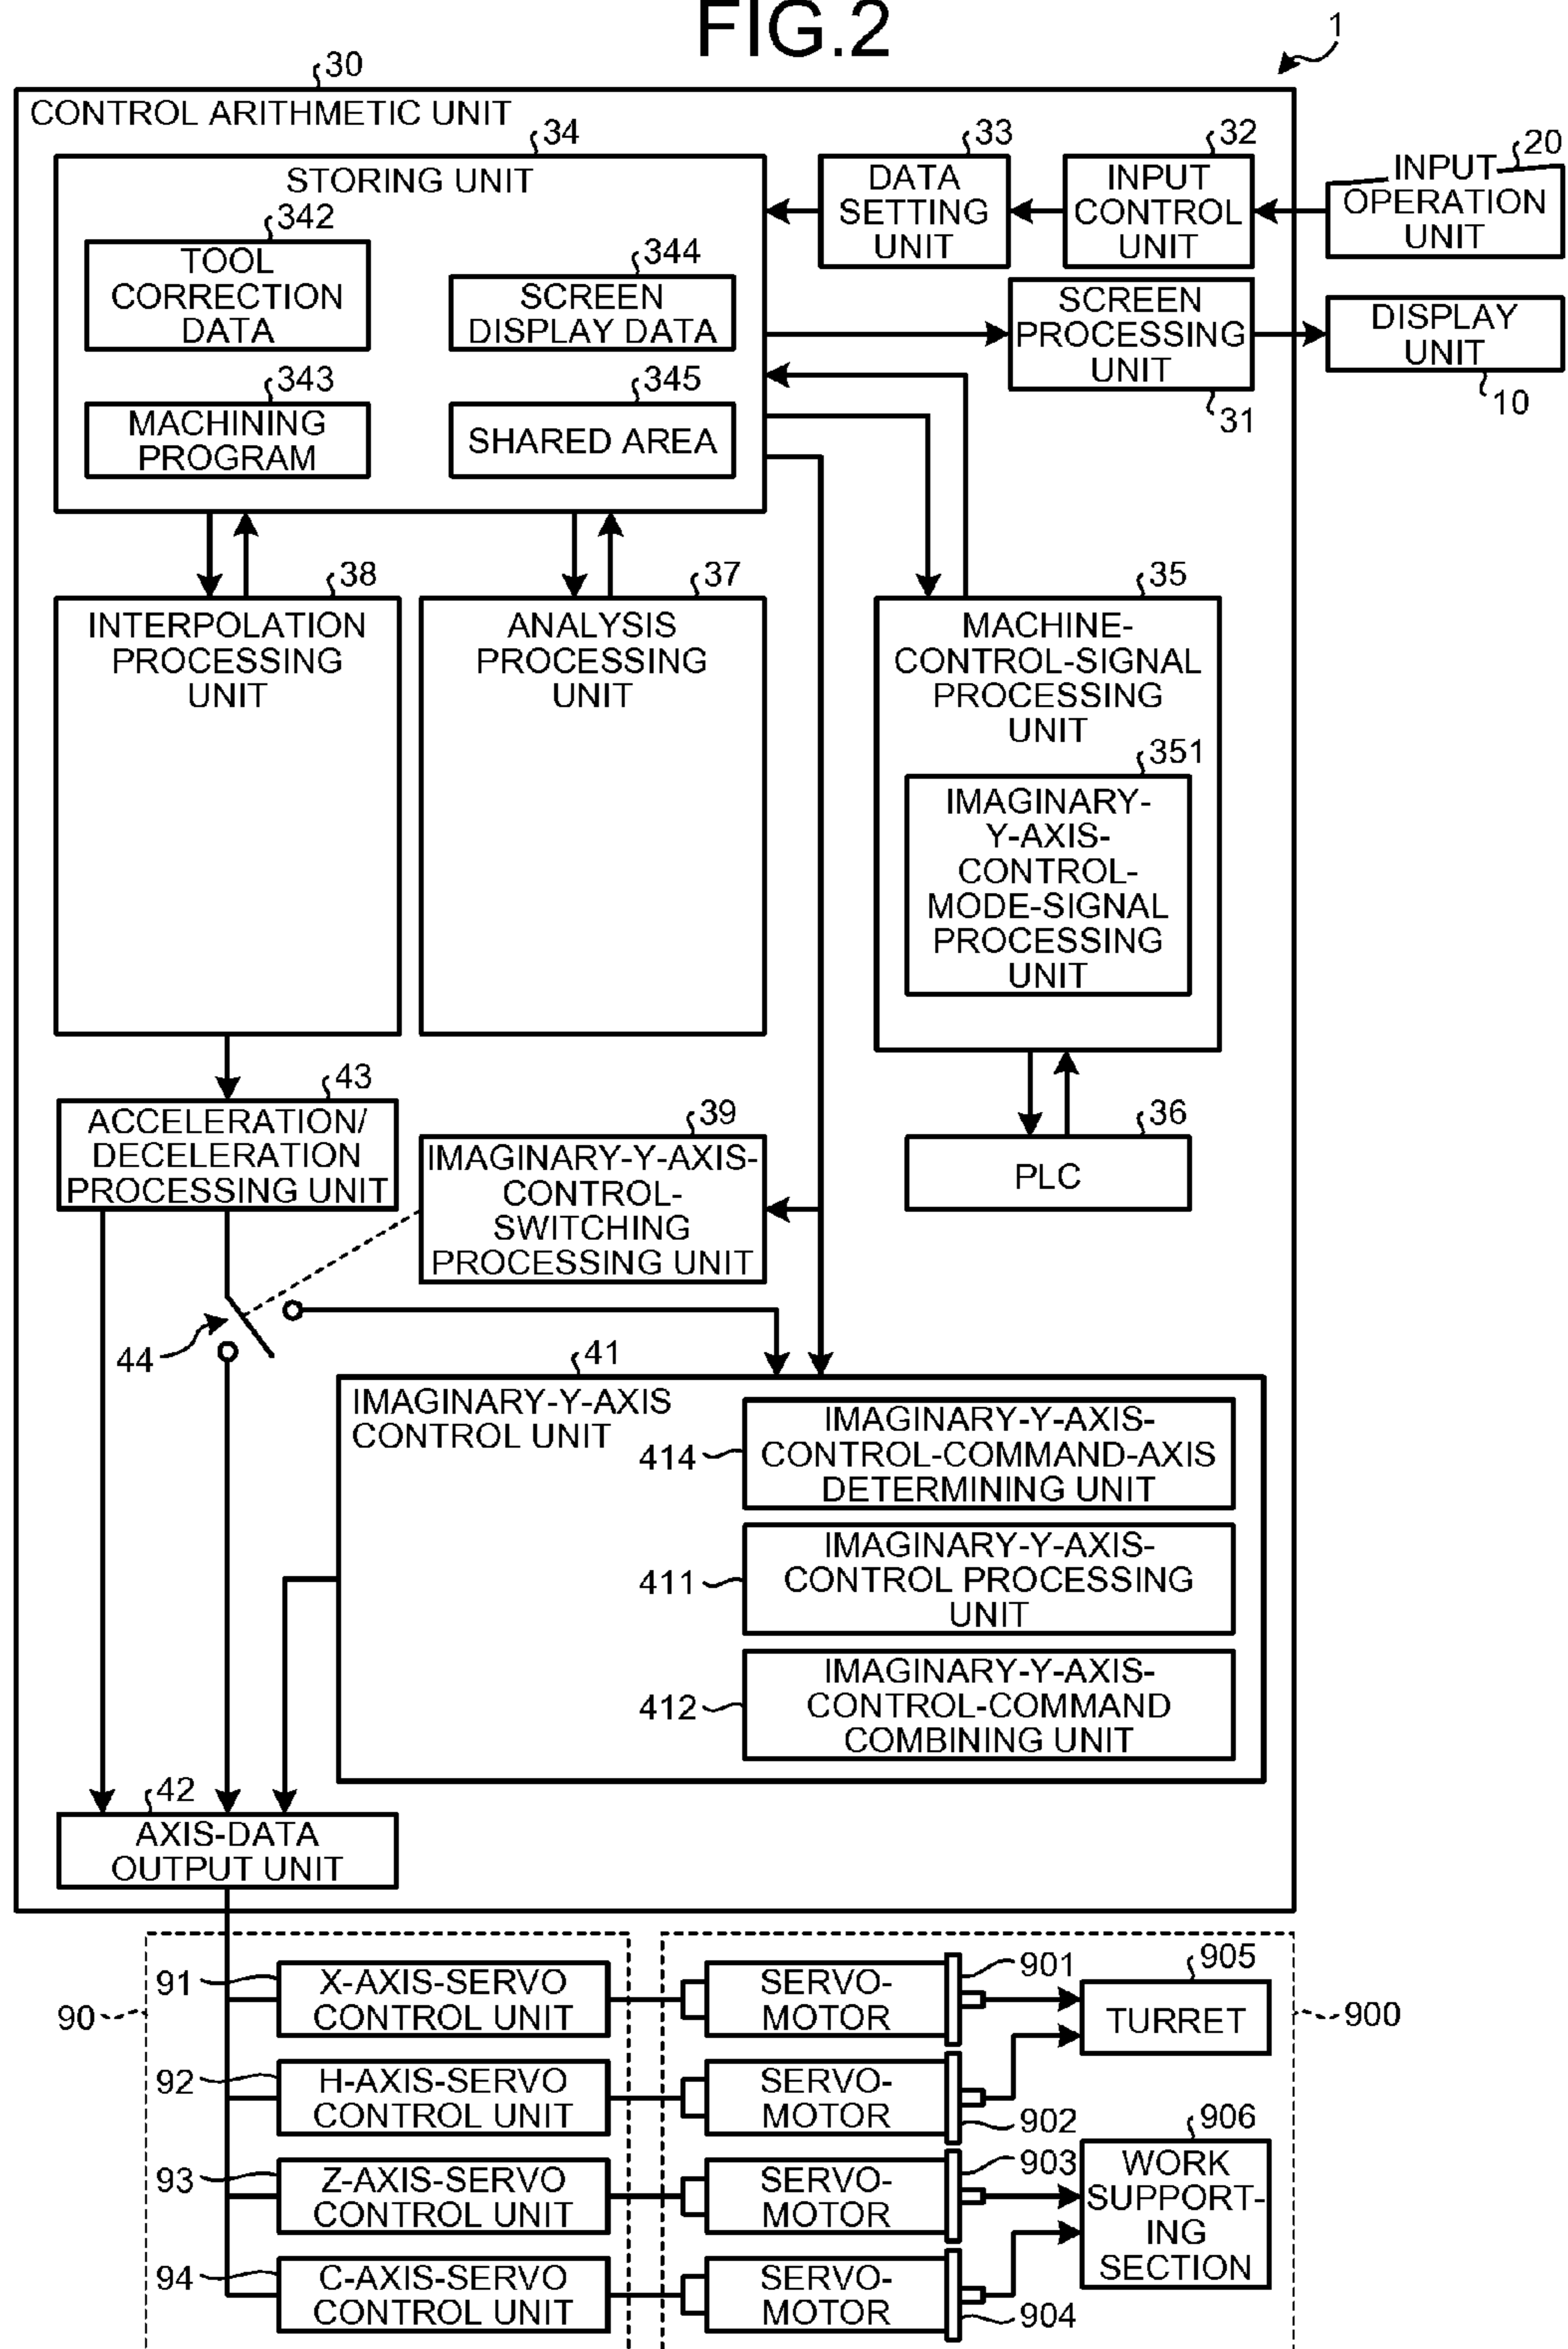 FIG.2
1
30
CONTROL ARITHMETIC UNIT
34
STORING UNIT
342
TOOL
CORRECTION
DATA
344
SCREEN
DISPLAY DATA
343
MACHINING
PROGRAM
345
SHARED AREA
33
DATA
SETTING
UNIT
32
INPUT
CONTROL
UNIT
20
INPUT
OPERATION
UNIT
SCREEN
PROCESSING
UNIT
31
DISPLAY
UNIT
10
38
INTERPOLATION
PROCESSING
UNIT
37
ANALYSIS
PROCESSING
UNIT
35
MACHINE-
CONTROL-SIGNAL
PROCESSING
UNIT
351
IMAGINARY-
Y-AXIS-
CONTROL-
MODE-SIGNAL
PROCESSING
UNIT
43
ACCELERATION/
DECELERATION
PROCESSING UNIT
39
IMAGINARY-Y-AXIS-
CONTROL-
SWITCHING
PROCESSING UNIT
36
PLC
44
41
IMAGINARY-Y-AXIS
CONTROL UNIT
414
IMAGINARY-Y-AXIS-
CONTROL-COMMAND-AXIS
DETERMINING UNIT
411
IMAGINARY-Y-AXIS-
CONTROL PROCESSING
UNIT
412
IMAGINARY-Y-AXIS-
CONTROL-COMMAND
COMBINING UNIT
42
AXIS-DATA
OUTPUT UNIT
90
91
X-AXIS-SERVO
CONTROL UNIT
SERVO-
MOTOR
901
905
TURRET
900
92
H-AXIS-SERVO
CONTROL UNIT
SERVO-
MOTOR
902
93
Z-AXIS-SERVO
CONTROL UNIT
SERVO-
MOTOR
903
906
WORK
SUPPORT-
ING
SECTION
94
C-AXIS-SERVO
CONTROL UNIT
SERVO-
MOTOR
904